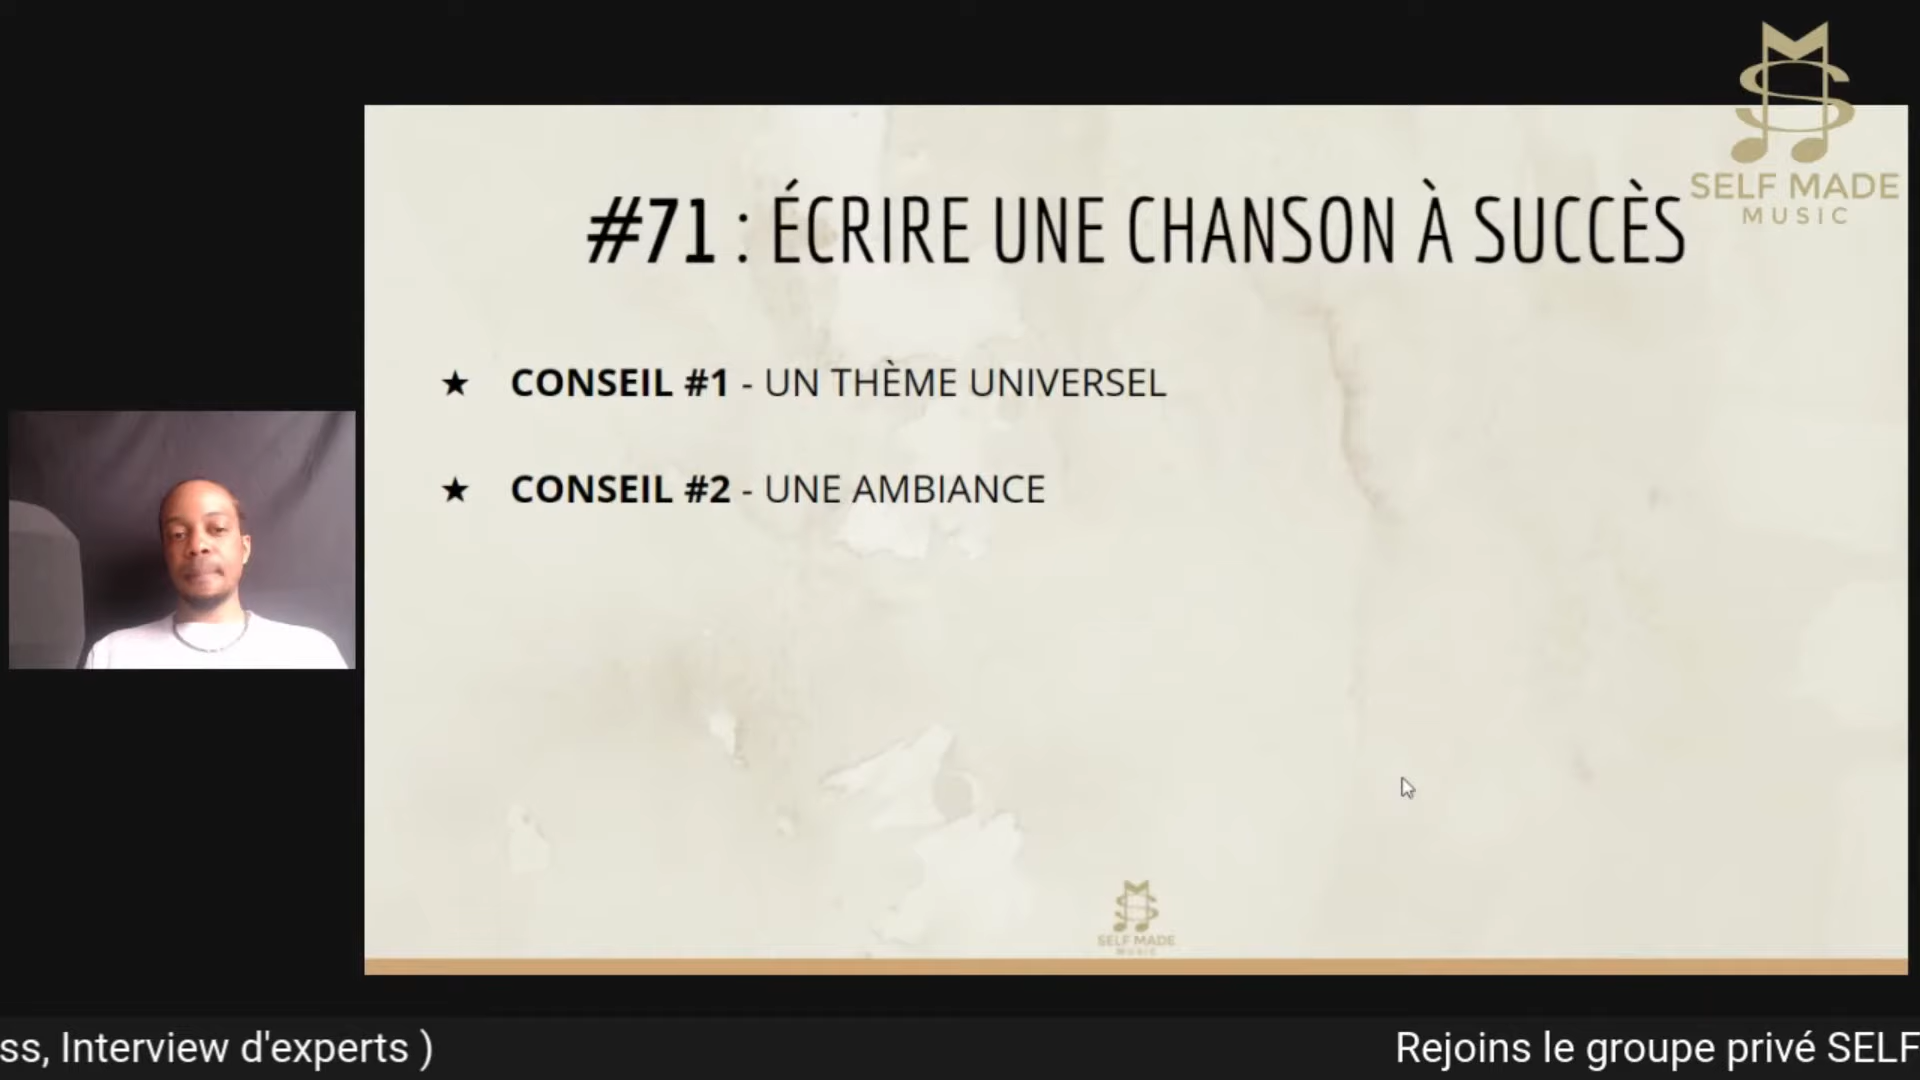 SELF MADE
MUSIC
#71 : ÉCRIRE UNE CHANSON À SUCCÈS
★ CONSEIL #1 - UN THÈME UNIVERSEL
★ CONSEIL #2 - UNE AMBIANCE
SELF MADE
MUSIC
ss, Interview d'experts )
Rejoins le groupe privé SELF